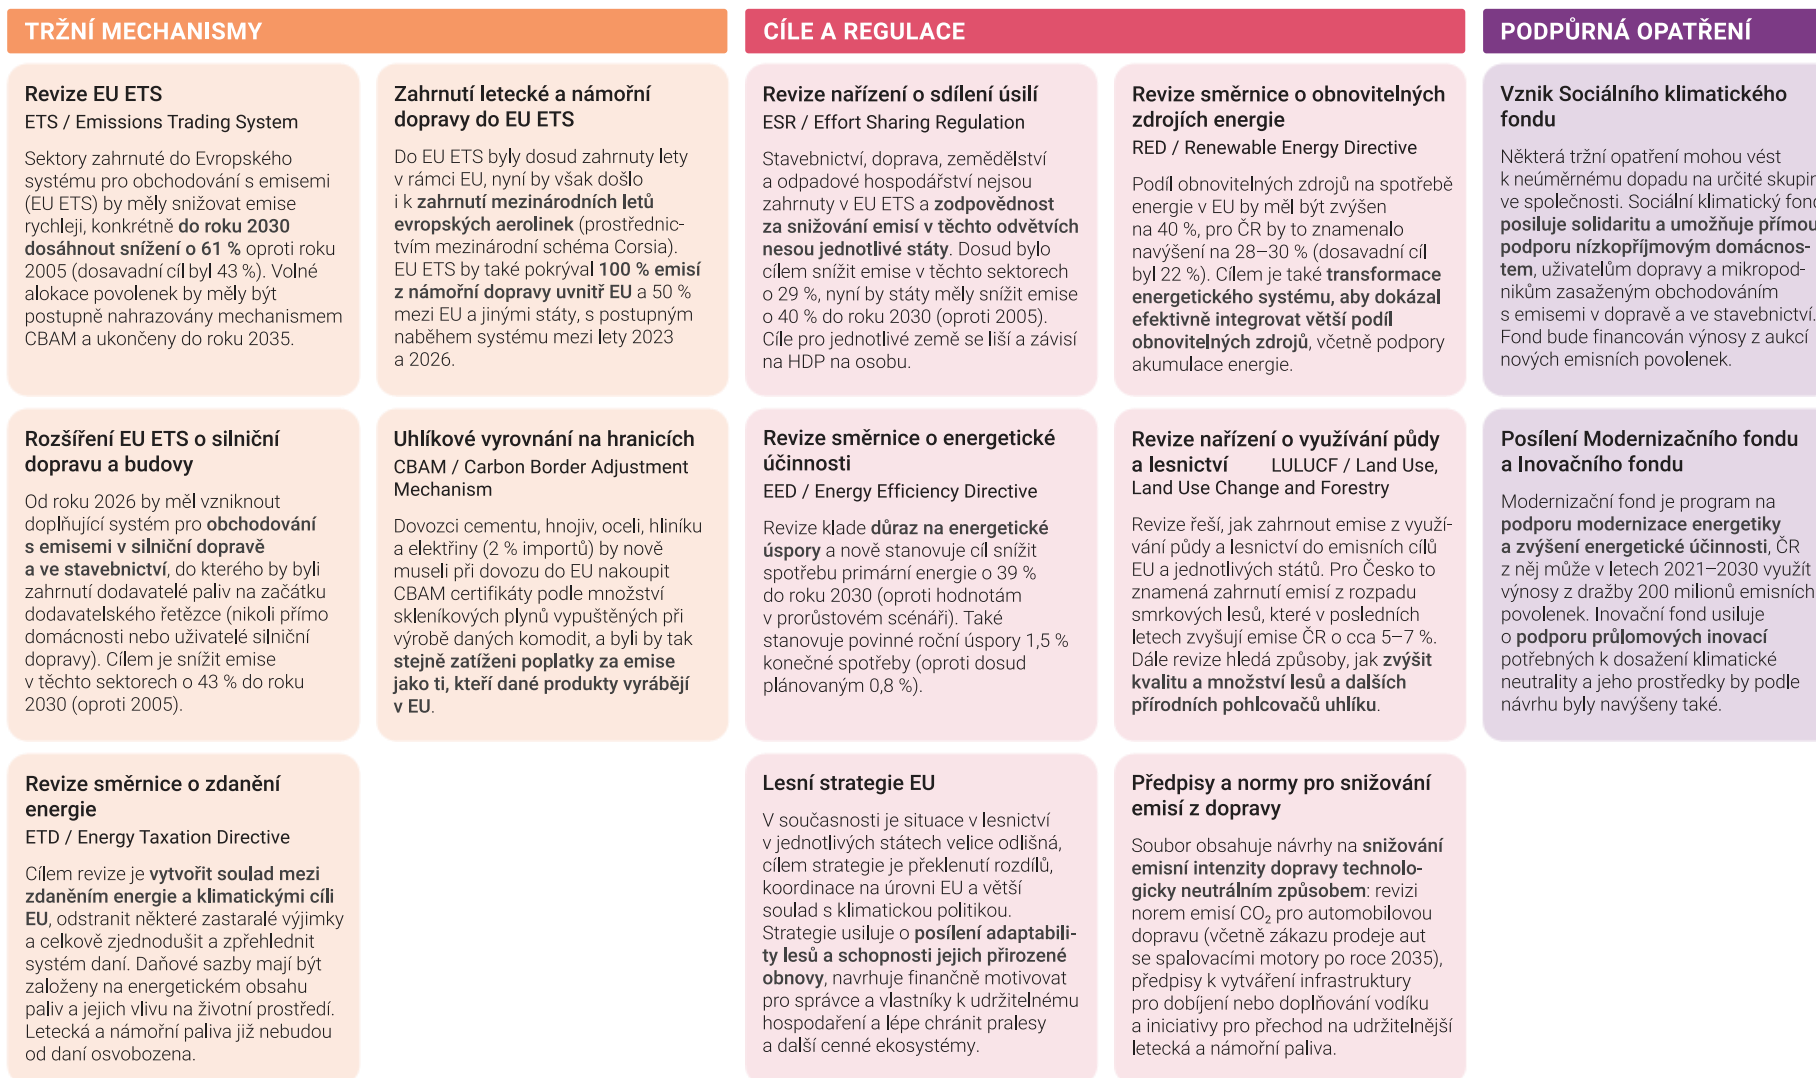 TRŽNÍ MECHANISMY
Revize EU ETS
ETS / Emissions Trading System
Sektory zahrnuté do Evropského
systému pro obchodování s emisemi
(EU ETS) by měly snižovat emise
rychleji, konkrétně do roku 2030
dosáhnout snížení o 61 % oproti roku
2005 (dosavadní cíl byl 43 %). Volné
alokace povolenek by měly být
postupně nahrazovány mechanismem
CBAM a ukončeny do roku 2035.
Zahrnutí letecké a námořní
dopravy do EU ETS
Do EU ETS byly dosud zahrnuty lety
v rámci EU, nyní by však došlo
i k zahrnutí mezinárodních letů
evropských aerolinek (prostřednic-
tvím mezinárodní schéma Corsia).
EU ETS by také pokrýval 100 % emisí
z námořní dopravy uvnitř EU a 50 %
mezi EU a jinými státy, s postupným
naběhem systému mezi lety 2023
a 2026.
Rozšíření EU ETS o silniční
dopravu a budovy
Od roku 2026 by měl vzniknout
doplňující systém pro obchodování
s emisemi v silniční dopravě
a ve stavebnictví, do kterého by byli
zahrnutí dodavatelé paliv na začátku
dodavatelského řetězce (nikoli přímo
domácnosti nebo uživatelé silniční
dopravy). Cílem je snížit emise
v těchto sektorech o 43 % do roku
2030 (oproti 2005).
Uhlíkové vyrovnání na hranicích
CBAM / Carbon Border Adjustment
Mechanism
Dovozci cementu, hnojiv, oceli, hliníku
a elektřiny (2 % importů) by nově
museli při dovozu do EU nakoupit
CBAM certifikáty podle množství
skleníkových plynů vypuštěných při
výrobě daných komodit, a byli by tak
stejně zatíženi poplatky za emise
jako ti, kteří dané produkty vyrábějí
v EU.
Revize směrnice o zdanění
energie
ETD / Energy Taxation Directive
Cílem revize je vytvořit soulad mezi
zdaněním energie a klimatickými cíli
EU, odstranit některé zastaralé výjimky
a celkově zjednodušit a zpřehlednit
systém daní. Daňové sazby mají být
založeny na energetickém obsahu
paliv a jejich vlivu na životní prostředí.
Letecká a námořní paliva již nebudou
od daní osvobozena.
CÍLE A REGULACE
Revize nařízení o sdílení úsilí
ESR / Effort Sharing Regulation
Stavebnictví, doprava, zemědělství
a odpadové hospodářství nejsou
zahrnuty v EU ETS a zodpovědnost
za snižování emisí v těchto odvětvích
nesou jednotlivé státy. Dosud bylo
cílem snížit emise v těchto sektorech
o 29 %, nyní by státy měly snížit emise
o 40 % do roku 2030 (oproti 2005).
Cíle pro jednotlivé země se liší a závisí
na HDP na osobu.
Revize směrnice o obnovitelných
zdrojích energie
RED / Renewable Energy Directive
Podíl obnovitelných zdrojů na spotřebě
energie v EU by měl být zvýšen
na 40 %, pro ČR by to znamenalo
navýšení na 28–30 % (dosavadní cíl
byl 22 %). Cílem je také transformace
energetického systému, aby dokázal
efektivně integrovat větší podíl
obnovitelných zdrojů, včetně podpory
akumulace energie.
Revize směrnice o energetické
účinnosti
EED / Energy Efficiency Directive
Revize klade důraz na energetické
úspory a nově stanovuje cíl snížit
spotřebu primární energie o 39 %
do roku 2030 (oproti hodnotám
v prorůstovém scénáři). Také
stanovuje povinné roční úspory 1,5 %
konečné spotřeby (oproti dosud
plánovaným 0,8 %).
Revize nařízení o využívání půdy
a lesnictví LULUCF / Land Use,
Land Use Change and Forestry
Revize řeší, jak zahrnout emise z využí-
vání půdy a lesnictví do emisních cílů
EU a jednotlivých států. Pro Česko to
znamená zahrnutí emisí z rozpadu
smrkových lesů, které v posledních
letech zvyšují emise ČR o cca 5–7 %.
Dále revize hledá způsoby, jak zvýšit
kvalitu a množství lesů a dalších
přírodních pohlcovačů uhlíku.
Lesní strategie EU
V současnosti je situace v lesnictví
v jednotlivých státech velice odlišná,
cílem strategie je překlenutí rozdílů,
koordinace na úrovni EU a větší
soulad s klimatickou politikou.
Strategie usiluje o posílení adaptabili-
ty lesů a schopnosti jejich přirozené
obnovy, navrhuje finančně motivovat
pro správce a vlastníky k udržitelnému
hospodaření a lépe chránit pralesy
a další cenné ekosystémy.
Předpisy a normy pro snižování
emisí z dopravy
Soubor obsahuje návrhy na snižování
emisní intenzity dopravy technolo-
gicky neutrálním způsobem: revizi
norem emisí CO₂ pro automobilovou
dopravu (včetně zákazu prodeje aut
se spalovacími motory po roce 2035),
předpisy k vytváření infrastruktury
pro dobíjení nebo doplňování vodíku
a iniciativy pro přechod na udržitelnější
letecká a námořní paliva.
PODPŮRNÁ OPATŘENÍ
Vznik Sociálního klimatického
fondu
Některá tržní opatření mohou vést
k neúměrnému dopadu na určité skupin
ve společnosti. Sociální klimatický fond
posiluje solidaritu a umožňuje přímou
podporu nízkopříjmovým domácnos-
tem, uživatelům dopravy a mikropod-
nikům zasaženým obchodováním
s emisemi v dopravě a ve stavebnictví.
Fond bude financován výnosy z aukcí
nových emisních povolenek.
Posílení Modernizačního fondu
a Inovačního fondu
Modernizační fond je program na
podporu modernizace energetiky
a zvýšení energetické účinnosti, ČR
z něj může v letech 2021–2030 využít
výnosy z dražby 200 milionů emisních
povolenek. Inovační fond usiluje
o podporu průlomových inovací
potřebných k dosažení klimatické
neutrality a jeho prostředky by podle
návrhu byly navýšeny také.